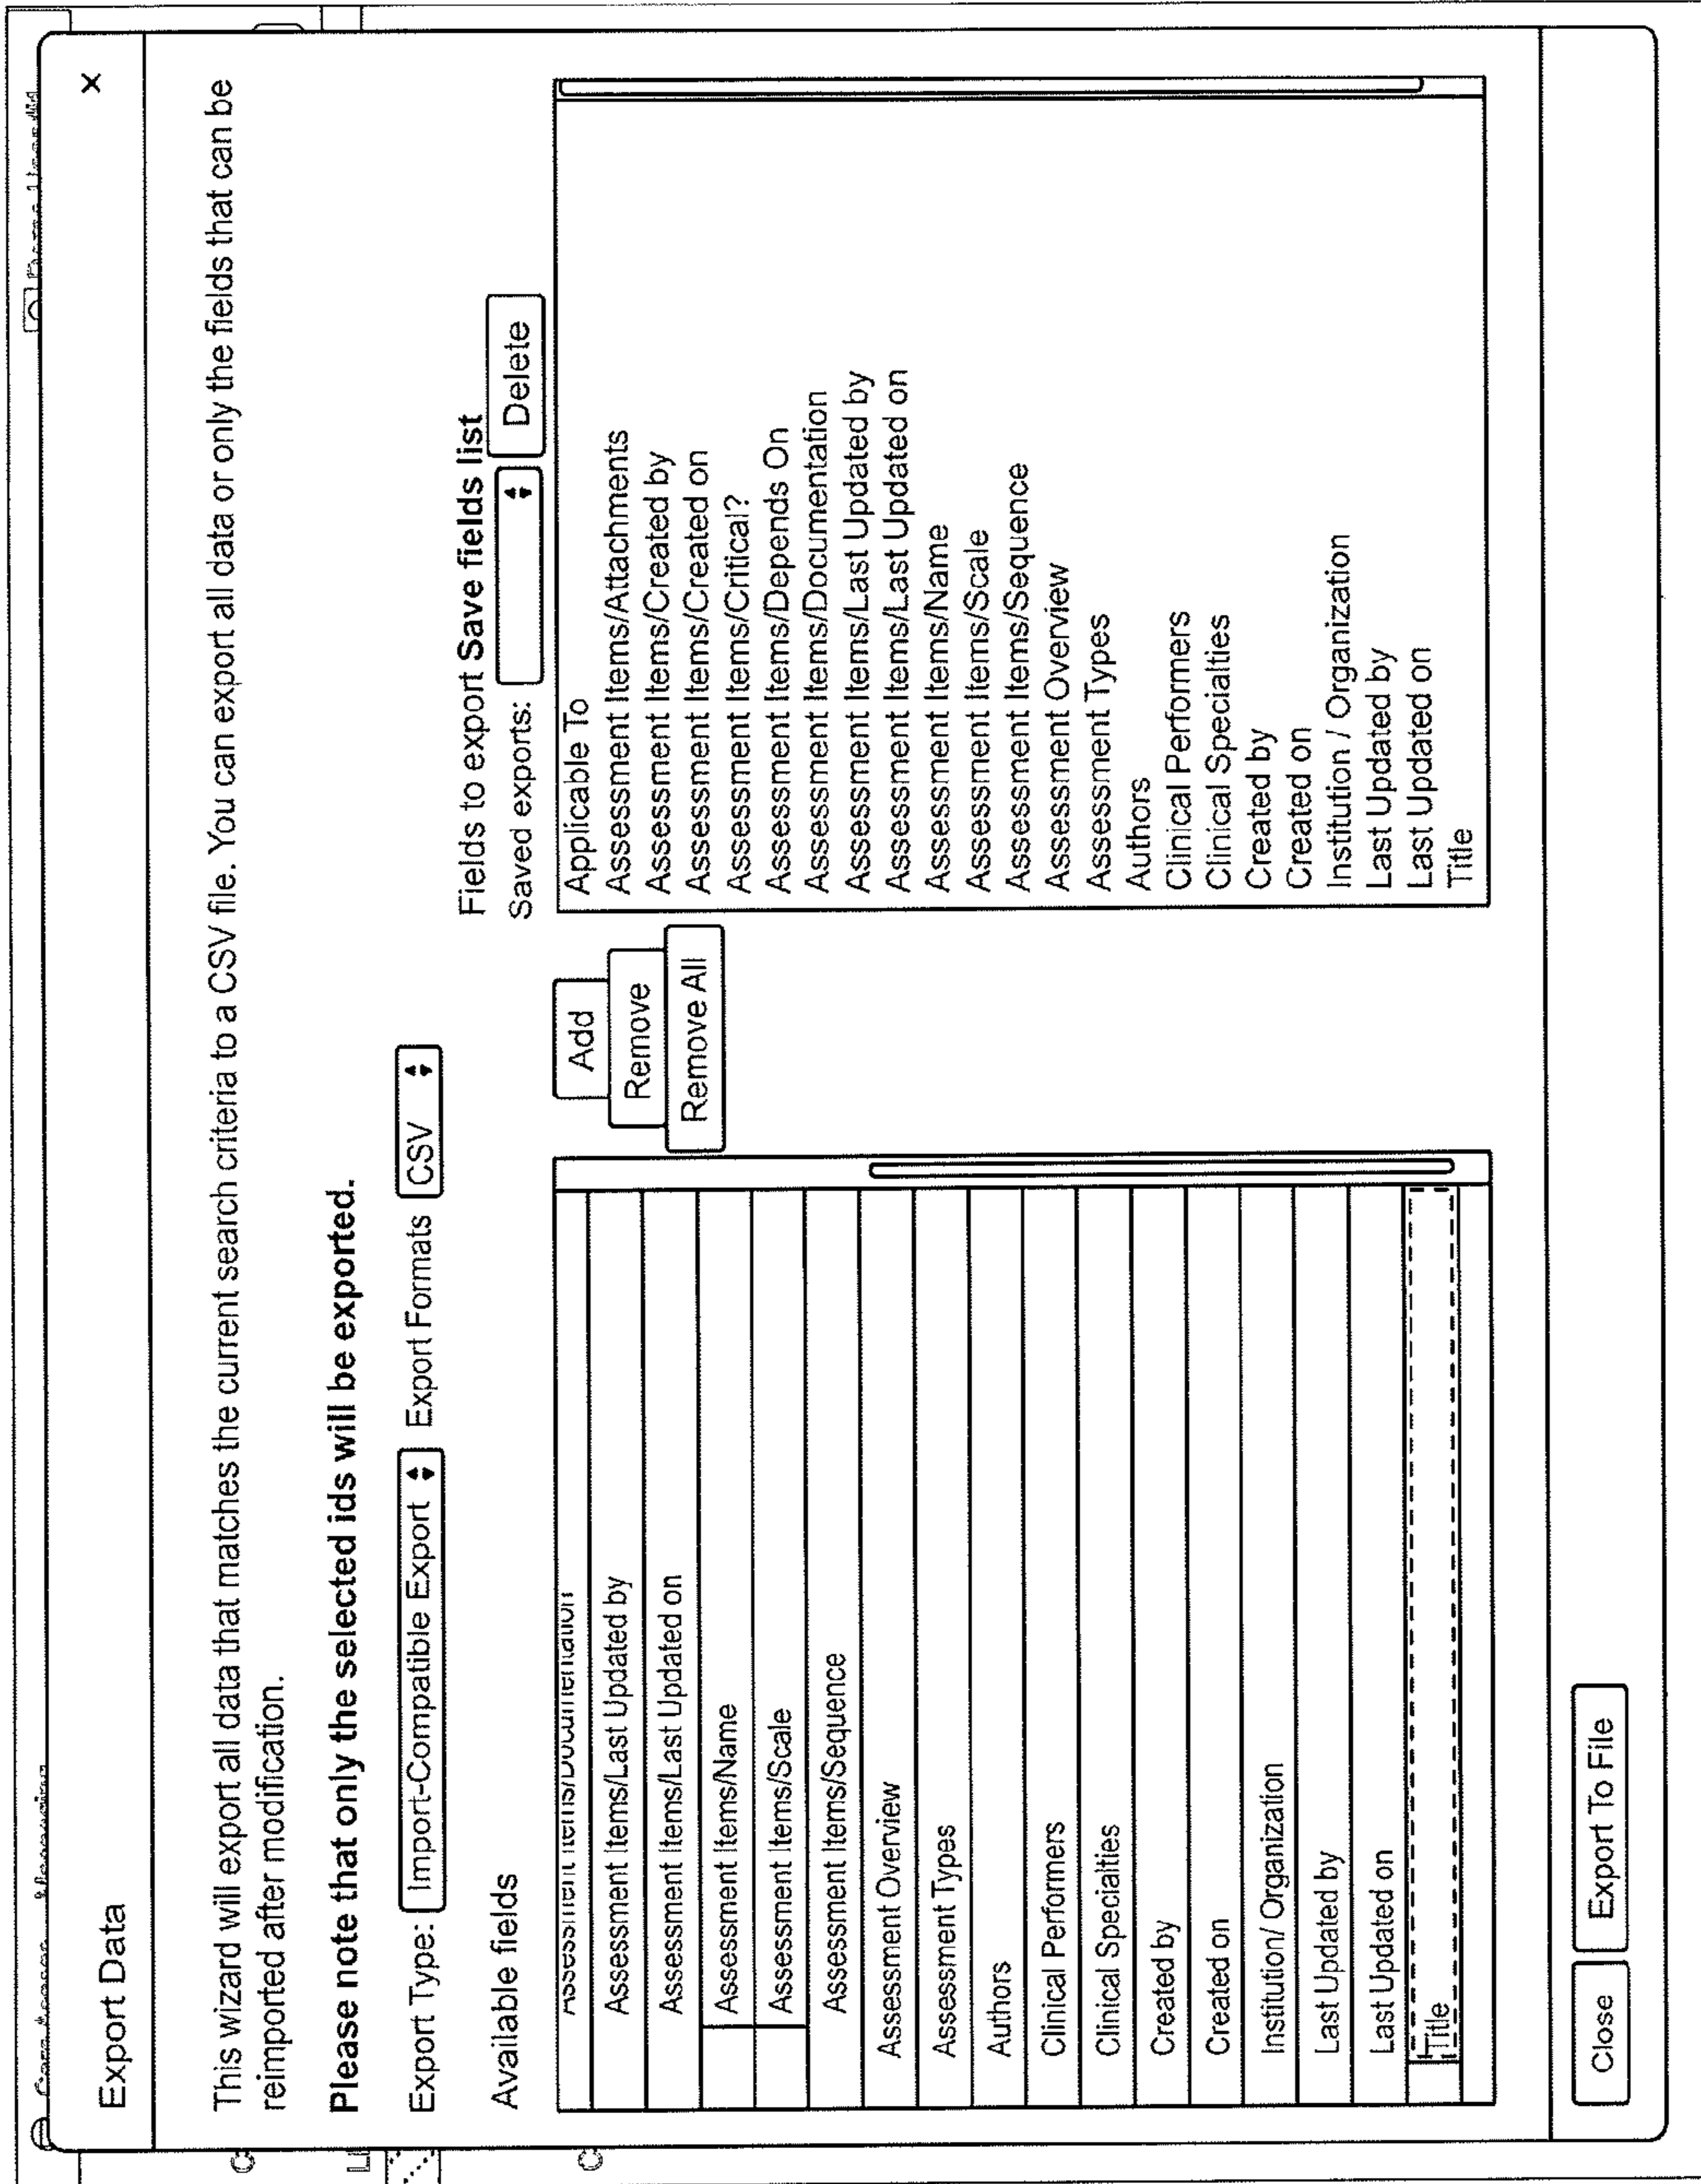 Export Data
×
This wizard will export all data that matches the current search criteria to a CSV file. You can export all data or only the fields that can be
reimported after modification.
Please note that only the selected ids will be exported.
Export Type: Import-Compatible Export Export Formats CSV
Available fields
Assessment Items/Documentation
Assessment Items/Last Updated by
Assessment Items/Last Updated on
Assessment Items/Name
Assessment Items/Scale
Assessment Items/Sequence
Assessment Overview
Assessment Types
Authors
Clinical Performers
Clinical Specialties
Created by
Created on
Institution/ Organization
Last Updated by
Last Updated on
Title
Add
Remove
Remove All
Fields to export Save fields list
Saved exports: Delete
Applicable To
Assessment Items/Attachments
Assessment Items/Created by
Assessment Items/Created on
Assessment Items/Critical?
Assessment Items/Depends On
Assessment Items/Documentation
Assessment Items/Last Updated by
Assessment Items/Last Updated on
Assessment Items/Name
Assessment Items/Scale
Assessment Items/Sequence
Assessment Overview
Assessment Types
Authors
Clinical Performers
Clinical Specialties
Created by
Created on
Institution / Organization
Last Updated by
Last Updated on
Title
Close Export To File